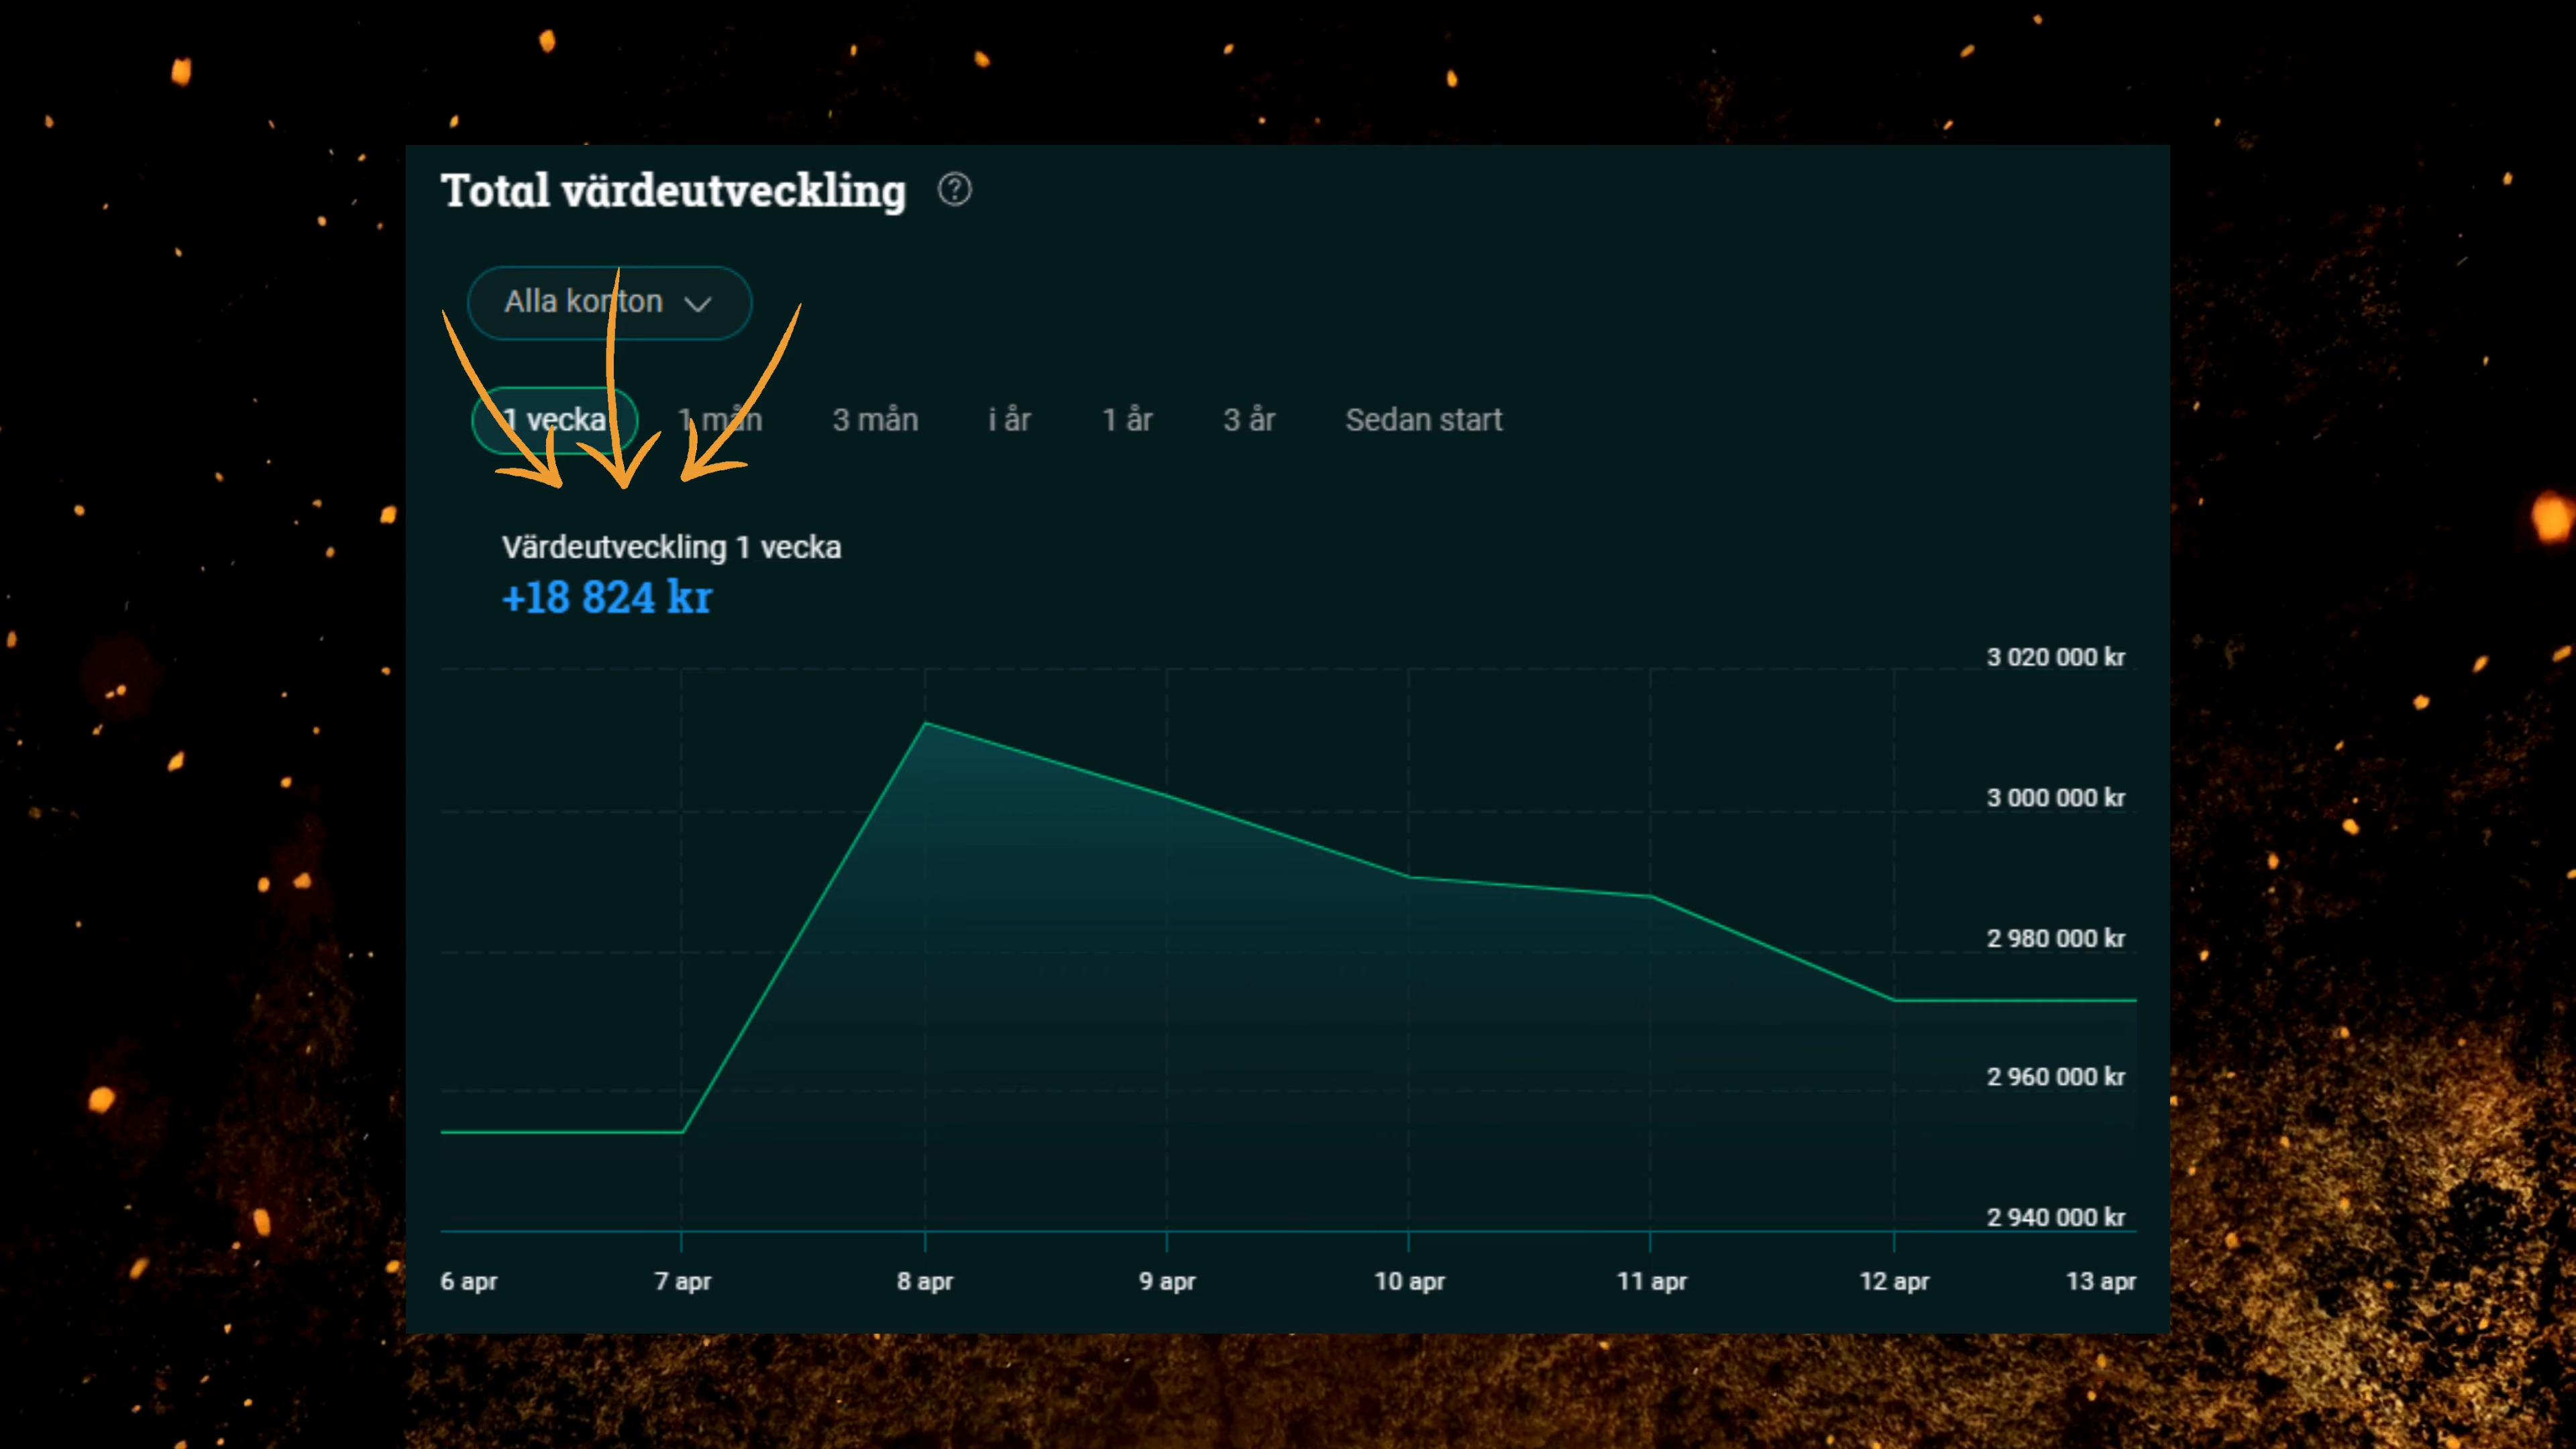 Total värdeutveckling ?
Alla konton
1 vecka 1 mån 3 mån i år 1 år 3 år Sedan start
Värdeutveckling 1 vecka
+18 824 kr
3 020 000 kr
3 000 000 kr
2 980 000 kr
2 960 000 kr
2 940 000 kr
6 apr 7 apr 8 apr 9 apr 10 apr 11 apr 12 apr 13 apr